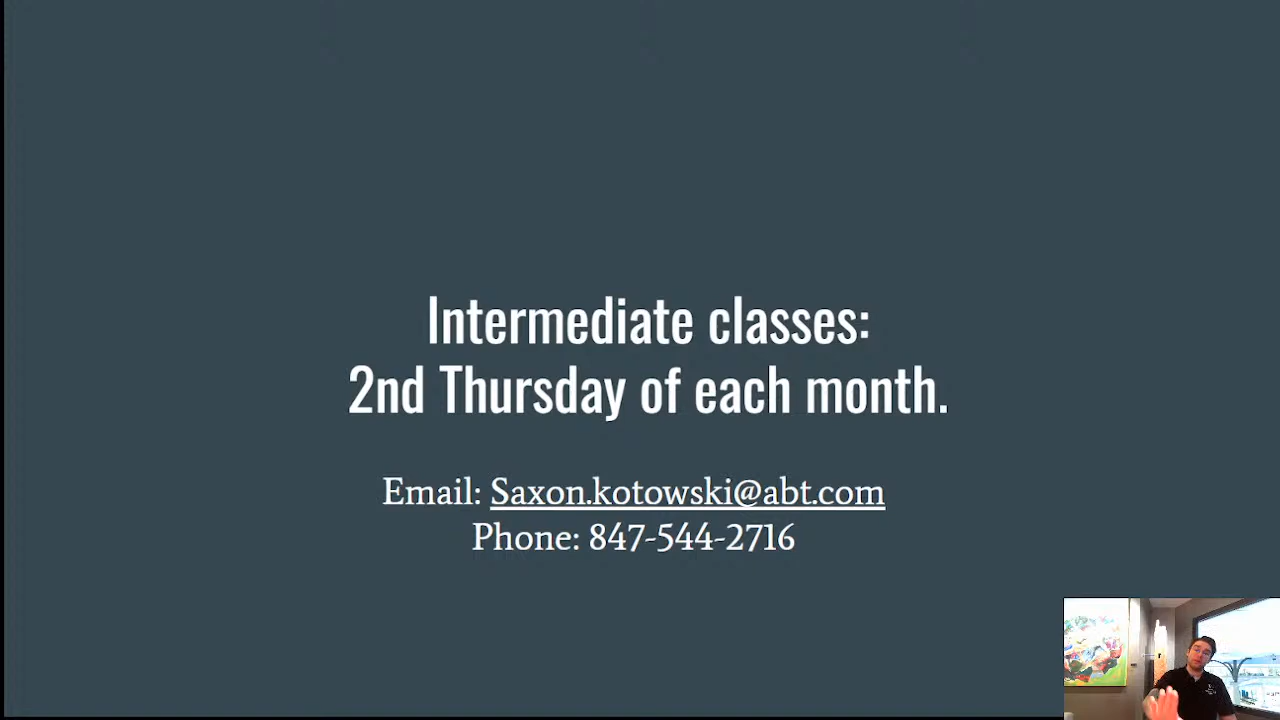 Intermediate classes:
2nd Thursday of each month.
Email: Saxon.kotowski@abt.com
Phone: 847-544-2716